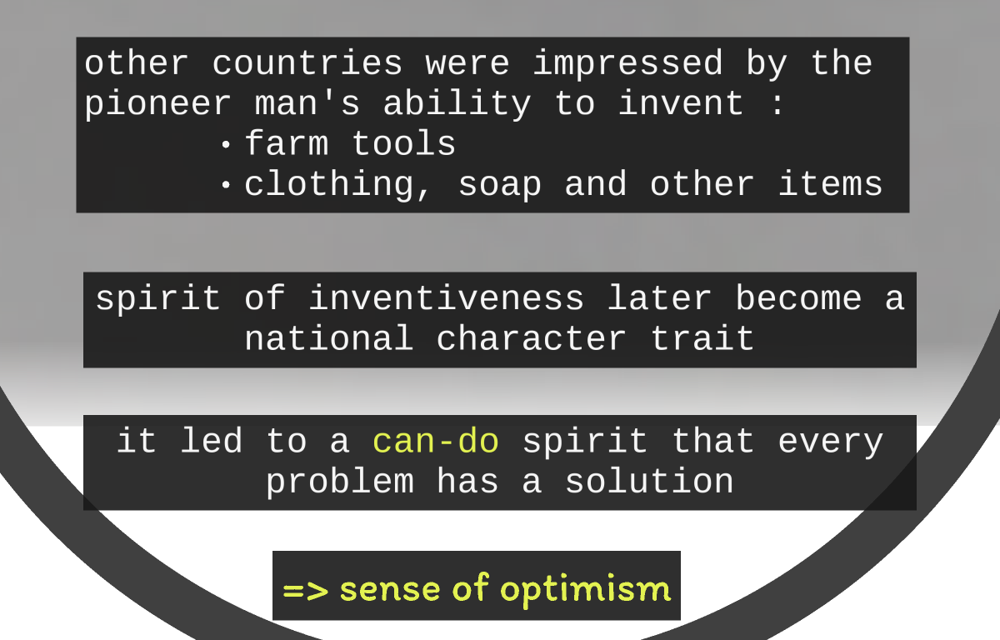 other countries were impressed by the
pioneer man's ability to invent :
• farm tools
• clothing, soap and other items
spirit of inventiveness later become a
national character trait
it led to a can-do spirit that every
problem has a solution
=> sense of optimism